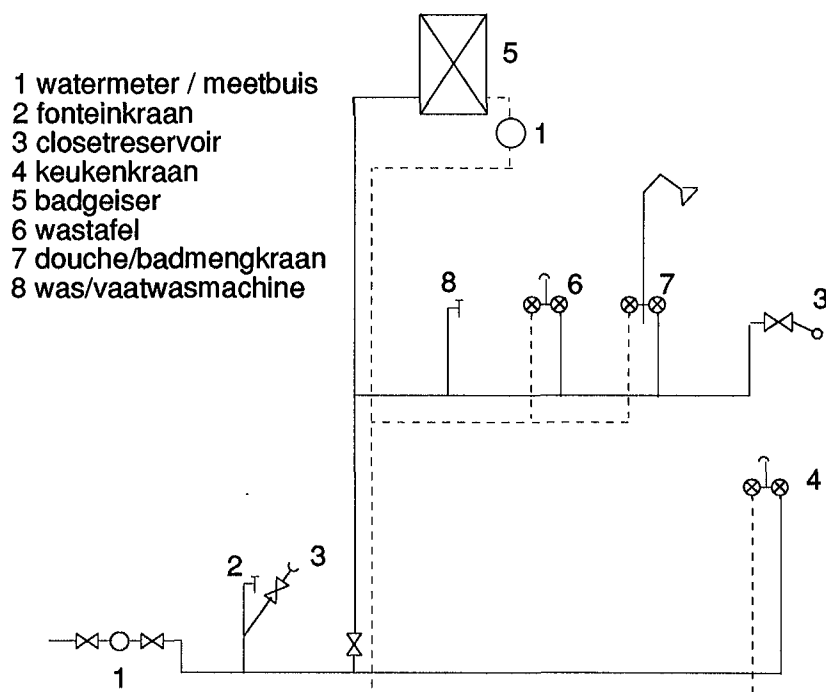 1 watermeter / meetbuis
2 fonteinkraan
3 closetreservoir
4 keukenkraan
5 badgeiser
6 wastafel
7 douche/badmengkraan
8 was/vaatwasmachine
5
1
8
6
7
3
4
2
3
1